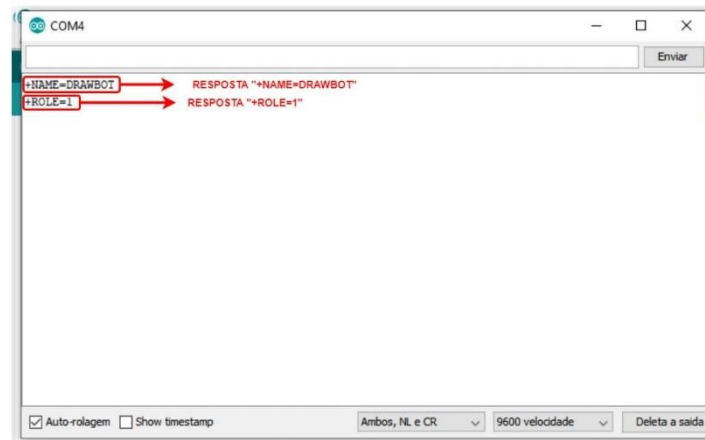 COM4
Enviar
+NAME=DRAWBOT RESPOSTA "+NAME=DRAWBOT"
+ROLE=1 RESPOSTA "+ROLE=1"
Auto-rolagem Show timestamp Ambos, NL e CR 9600 velocidade Deleta a saida